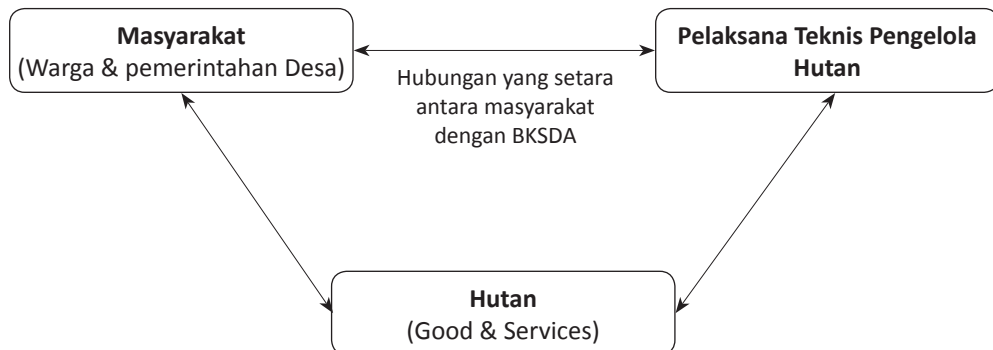 Masyarakat
(Warga & pemerintahan Desa)
Pelaksana Teknis Pengelola
Hutan
Hubungan yang setara
antara masyarakat
dengan BKSDA
Hutan
(Good & Services)